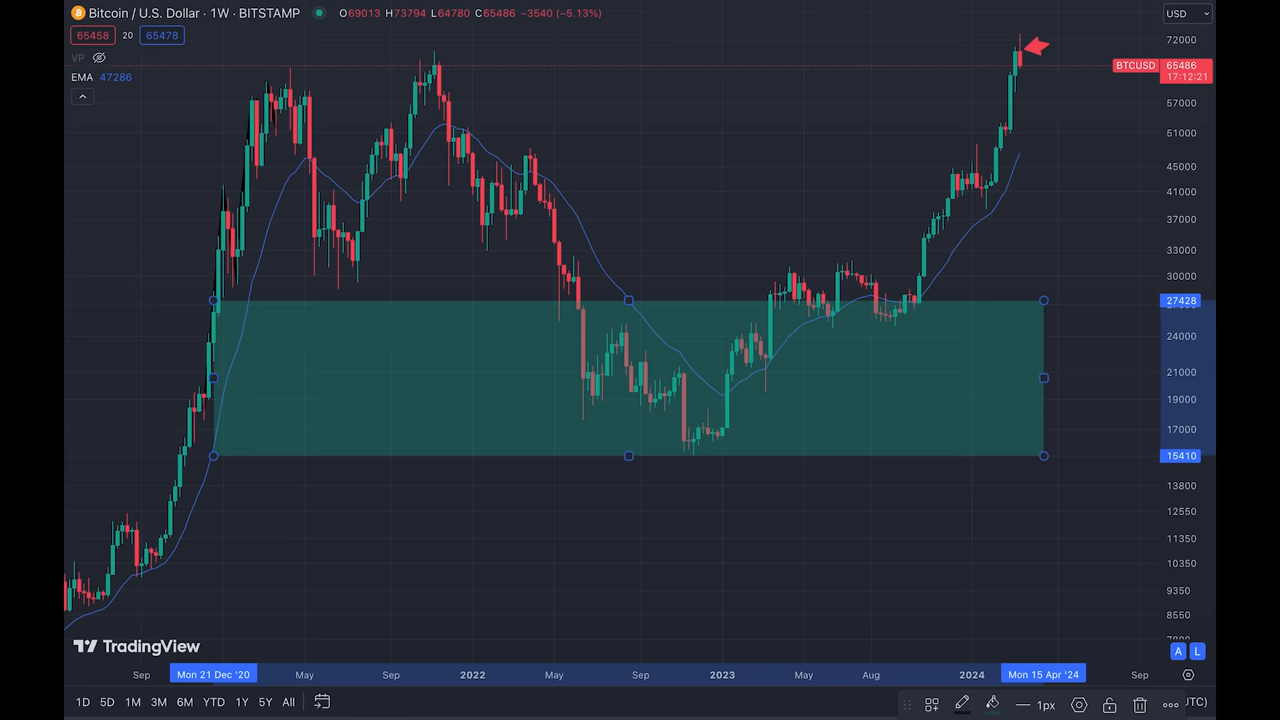 Bitcoin / U.S. Dollar · 1W · BITSTAMP O69013 H73794 L64780 C65486 −3540 (−5.13%) USD
65458 20 65478
VP
EMA 47286
72000
BTCUSD 65486
17:12:21
57000
51000
45000
41000
37000
33000
30000
27428
24000
21000
19000
17000
15410
13800
12550
11350
10350
9350
8550
TradingView
A L
Sep Mon 21 Dec '20 May Sep 2022 May Sep 2023 May Aug 2024 Mon 15 Apr '24 Sep
1D 5D 1M 3M 6M YTD 1Y 5Y All 1px UTC)